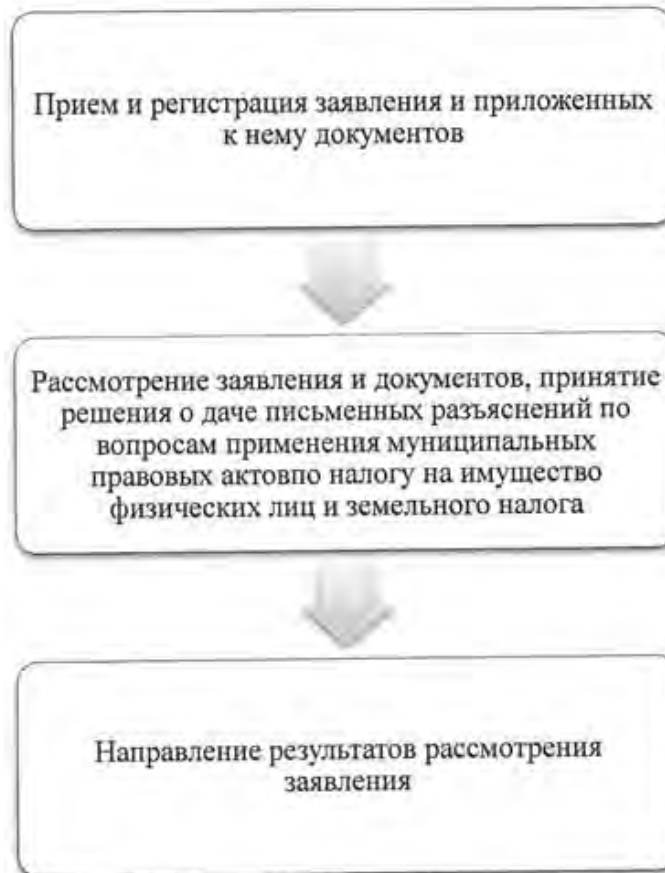 Прием и регистрация заявления и приложенных
к нему документов
Рассмотрение заявления и документов, принятие
решения о даче письменных разъяснений по
вопросам применения муниципальных
правовых актовпо налогу на имущество
физических лиц и земельного налога
Направление результатов рассмотрения
заявления